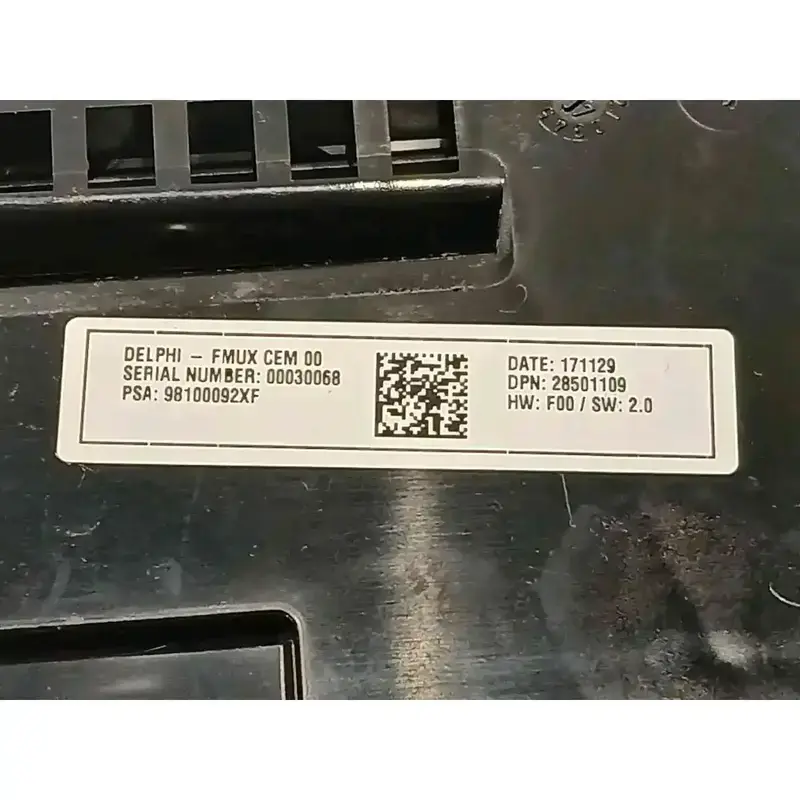 DELPHI - FMUX CEM 00
SERIAL NUMBER: 00030068
PSA: 98100092XF
DATE: 171129
DPN: 28501109
HW: F00 / SW: 2.0